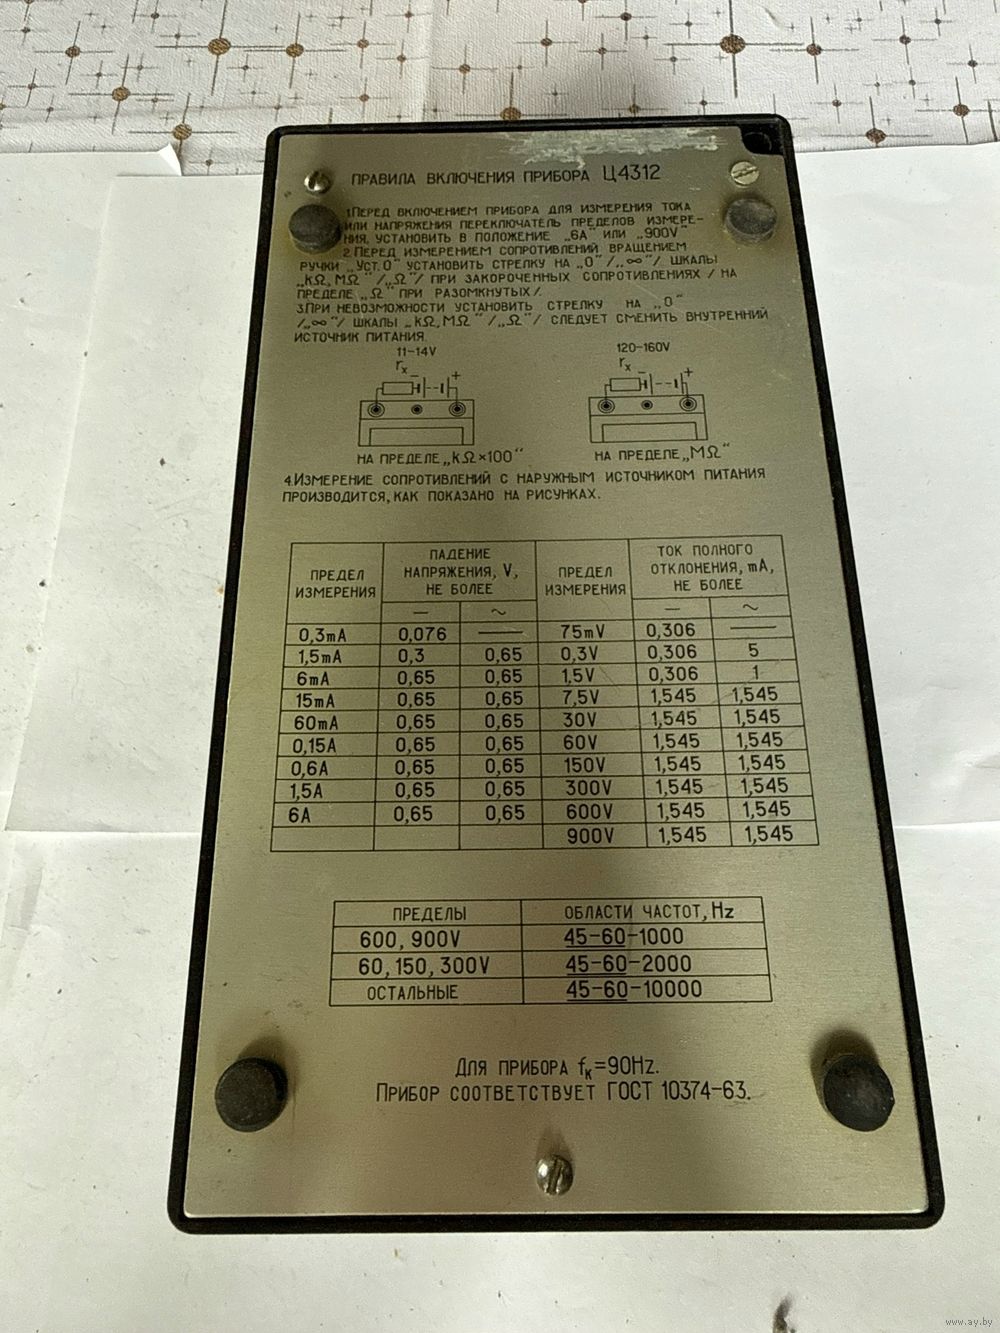 ПРАВИЛА ВКЛЮЧЕНИЯ ПРИБОРА Ц4312
1.ПЕРЕД ВКЛЮЧЕНИЕМ ПРИБОРА ДЛЯ ИЗМЕРЕНИЯ ТОКА
ИЛИ НАПРЯЖЕНИЯ ПЕРЕКЛЮЧАТЕЛЬ ПРЕДЕЛОВ ИЗМЕРЕ-
НИЯ, УСТАНОВИТЬ В ПОЛОЖЕНИЕ „6А" ИЛИ „900V"
2.ПЕРЕД ИЗМЕРЕНИЕМ СОПРОТИВЛЕНИЙ ВРАЩЕНИЕМ
РУЧКИ „УСТ.0" УСТАНОВИТЬ СТРЕЛКУ НА „0"/„∞"/ ШКАЛЫ
„kΩ, MΩ"/„Ω"/ ПРИ ЗАКОРОЧЕННЫХ СОПРОТИВЛЕНИЯХ /НА
ПРЕДЕЛЕ „Ω" ПРИ РАЗОМКНУТЫХ/.
3.ПРИ НЕВОЗМОЖНОСТИ УСТАНОВИТЬ СТРЕЛКУ НА „0"
/„∞"/ ШКАЛЫ „kΩ, MΩ"/„Ω"/ СЛЕДУЕТ СМЕНИТЬ ВНУТРЕННИЙ
ИСТОЧНИК ПИТАНИЯ.
11-14V 120-160V
rx − + rx − +
НА ПРЕДЕЛЕ „kΩ×100" НА ПРЕДЕЛЕ „MΩ"
4.ИЗМЕРЕНИЕ СОПРОТИВЛЕНИЙ С НАРУЖНЫМ ИСТОЧНИКОМ ПИТАНИЯ
ПРОИЗВОДИТСЯ, КАК ПОКАЗАНО НА РИСУНКАХ.
ПРЕДЕЛ ИЗМЕРЕНИЯ ПАДЕНИЕ НАПРЯЖЕНИЯ, V, НЕ БОЛЕЕ ПРЕДЕЛ ИЗМЕРЕНИЯ ТОК ПОЛНОГО ОТКЛОНЕНИЯ, mA, НЕ БОЛЕЕ
— ~ — ~
0,3mA 0,076 — 75mV 0,306 —
1,5mA 0,3 0,65 0,3V 0,306 5
6mA 0,65 0,65 1,5V 0,306 1
15mA 0,65 0,65 7,5V 1,545 1,545
60mA 0,65 0,65 30V 1,545 1,545
0,15A 0,65 0,65 60V 1,545 1,545
0,6A 0,65 0,65 150V 1,545 1,545
1,5A 0,65 0,65 300V 1,545 1,545
6A 0,65 0,65 600V 1,545 1,545
900V 1,545 1,545
ПРЕДЕЛЫ ОБЛАСТИ ЧАСТОТ, Hz
600, 900V 45-60-1000
60, 150, 300V 45-60-2000
ОСТАЛЬНЫЕ 45-60-10000
ДЛЯ ПРИБОРА fк=90Hz.
ПРИБОР СООТВЕТСТВУЕТ ГОСТ 10374-63.
www.ay.by